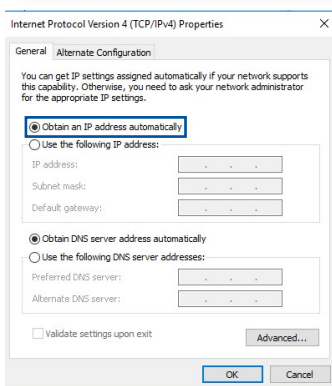 Internet Protocol Version 4 (TCP/IPv4) Properties
General Alternate Configuration
You can get IP settings assigned automatically if your network supports
this capability. Otherwise, you need to ask your network administrator
for the appropriate IP settings.
Obtain an IP address automatically
Use the following IP address:
IP address:
Subnet mask:
Default gateway:
Obtain DNS server address automatically
Use the following DNS server addresses:
Preferred DNS server:
Alternate DNS server:
Validate settings upon exit
Advanced...
OK Cancel